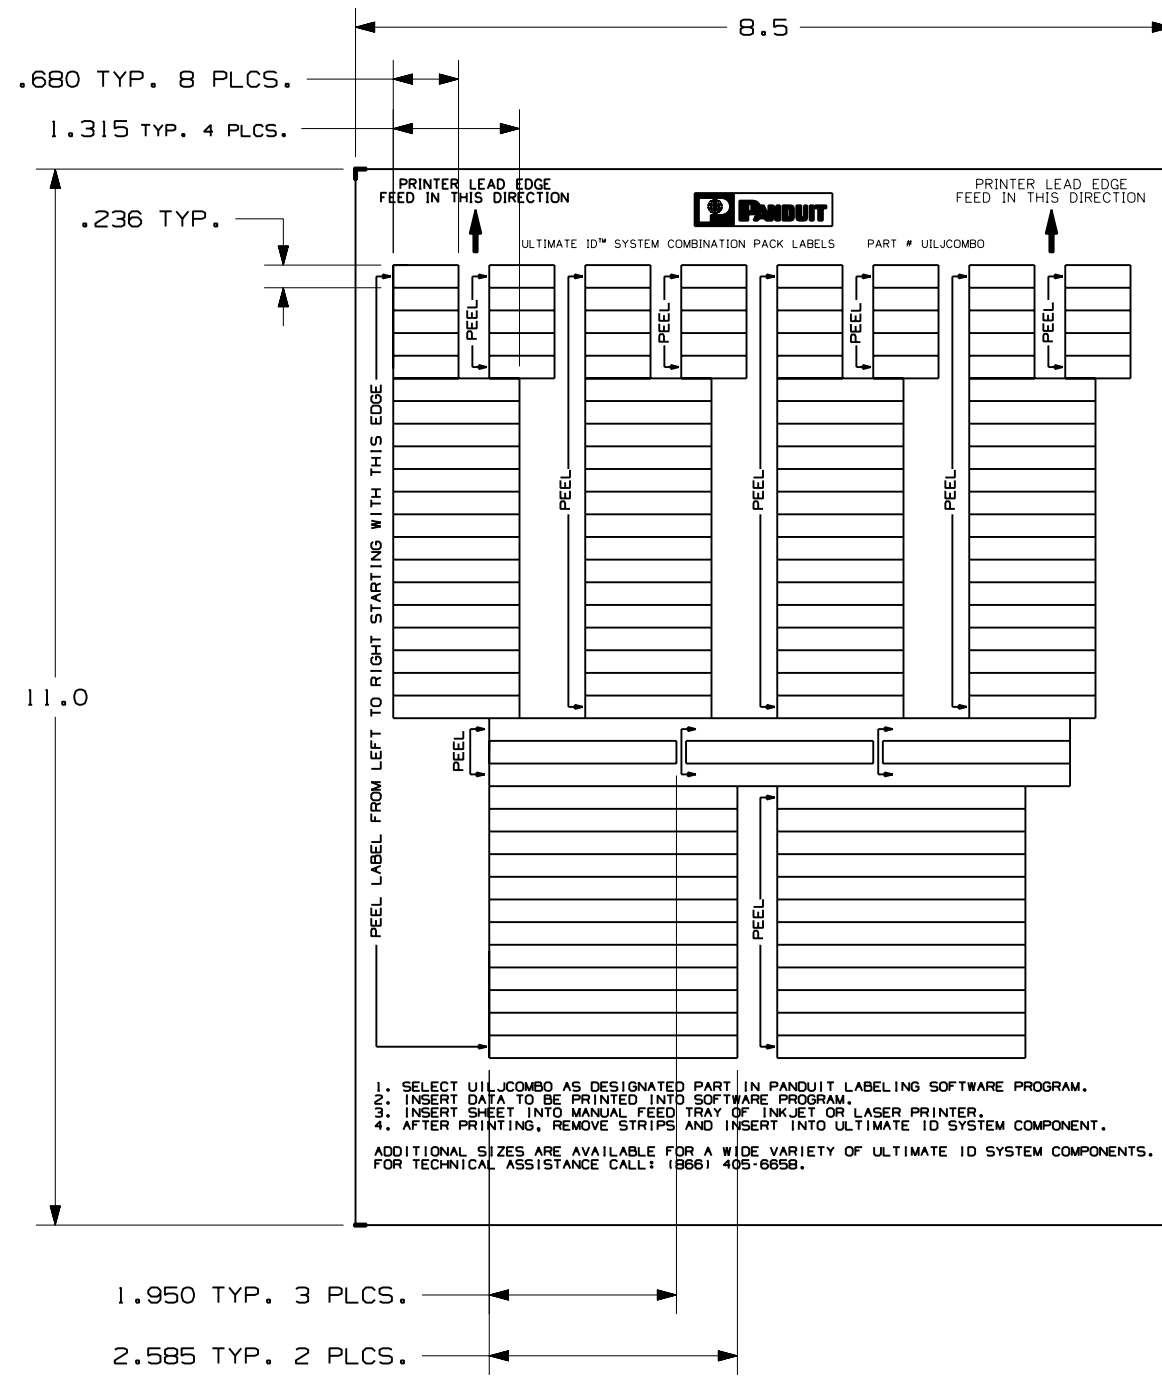 8.5
.680 TYP. 8 PLCS.
1.315 TYP. 4 PLCS.
.236 TYP.
11.0
PRINTER LEAD EDGE
FEED IN THIS DIRECTION
PANDUIT
PRINTER LEAD EDGE
FEED IN THIS DIRECTION
ULTIMATE ID™ SYSTEM COMBINATION PACK LABELS PART # UILJCOMBO
PEEL
PEEL
PEEL
PEEL
PEEL
PEEL
PEEL
PEEL LABEL FROM LEFT TO RIGHT STARTING WITH THIS EDGE
PEEL
PEEL
1. SELECT UILJCOMBO AS DESIGNATED PART IN PANDUIT LABELING SOFTWARE PROGRAM.
2. INSERT DATA TO BE PRINTED INTO SOFTWARE PROGRAM.
3. INSERT SHEET INTO MANUAL FEED TRAY OF INKJET OR LASER PRINTER.
4. AFTER PRINTING, REMOVE STRIPS AND INSERT INTO ULTIMATE ID SYSTEM COMPONENT.
ADDITIONAL SIZES ARE AVAILABLE FOR A WIDE VARIETY OF ULTIMATE ID SYSTEM COMPONENTS.
FOR TECHNICAL ASSISTANCE CALL: (866) 405-6658.
1.950 TYP. 3 PLCS.
2.585 TYP. 2 PLCS.